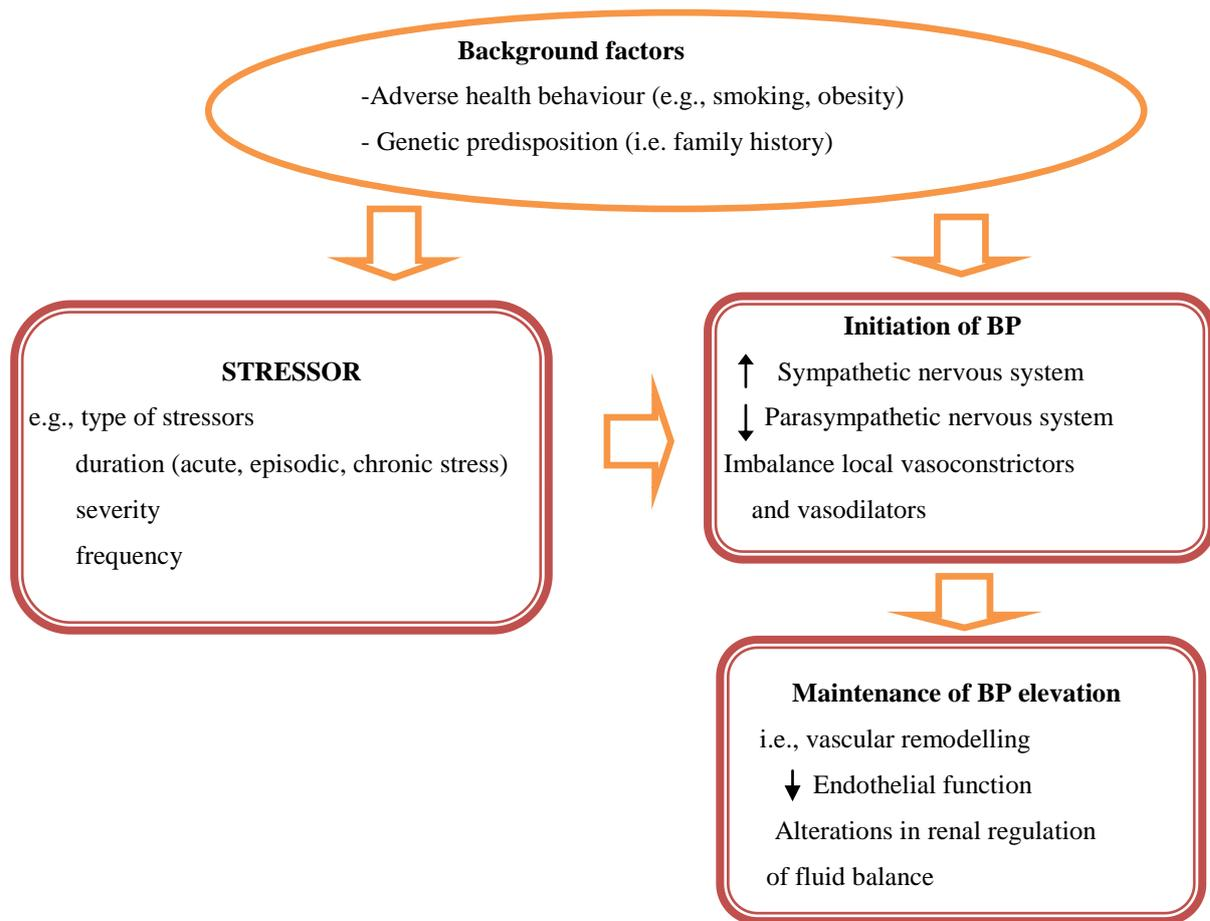 Background factors
-Adverse health behaviour (e.g., smoking, obesity)
- Genetic predisposition (i.e. family history)
STRESSOR
e.g., type of stressors
duration (acute, episodic, chronic stress)
severity
frequency
Initiation of BP
Sympathetic nervous system
Parasympathetic nervous system
Imbalance local vasoconstrictors
and vasodilators
Maintenance of BP elevation
i.e., vascular remodelling
Endothelial function
Alterations in renal regulation
of fluid balance